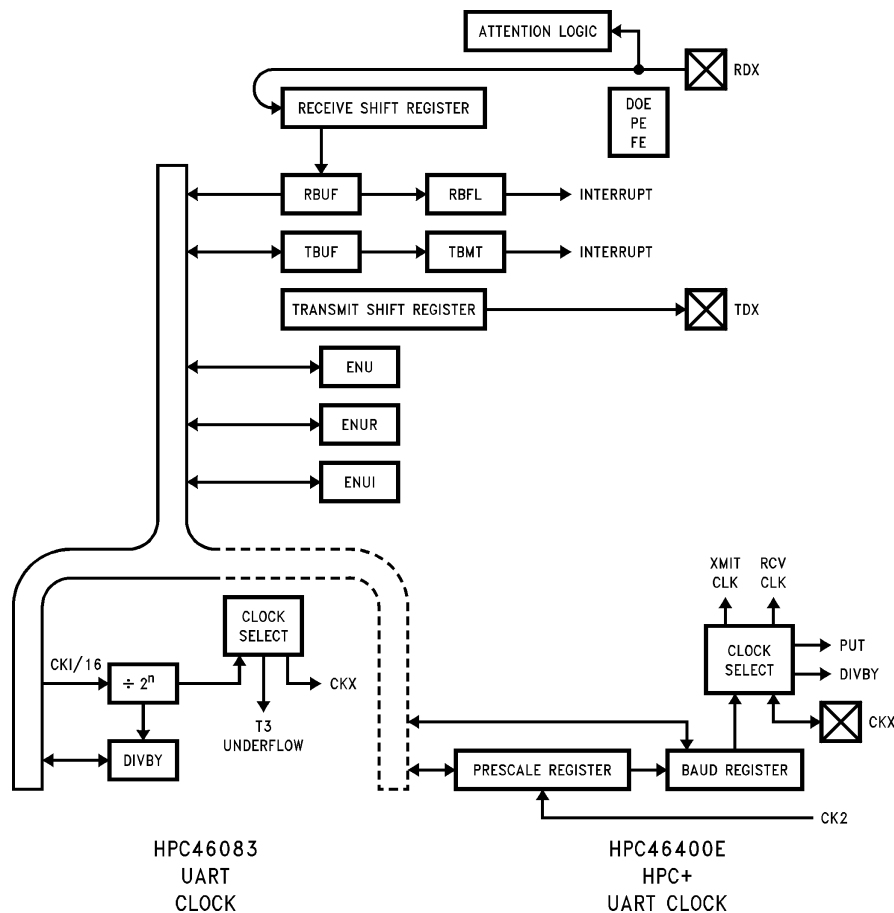 ATTENTION LOGIC
RDX
RECEIVE SHIFT REGISTER
DOE
PE
FE
RBUF
RBFL
INTERRUPT
TBUF
TBMT
INTERRUPT
TRANSMIT SHIFT REGISTER
TDX
ENU
ENUR
ENUI
CKI/16
÷ 2ⁿ
DIVBY
CLOCK
SELECT
T3
UNDERFLOW
CKX
XMIT
CLK
RCV
CLK
CLOCK
SELECT
PUT
DIVBY
CKX
PRESCALE REGISTER
BAUD REGISTER
CK2
HPC46083
UART
CLOCK
HPC46400E
HPC+
UART CLOCK